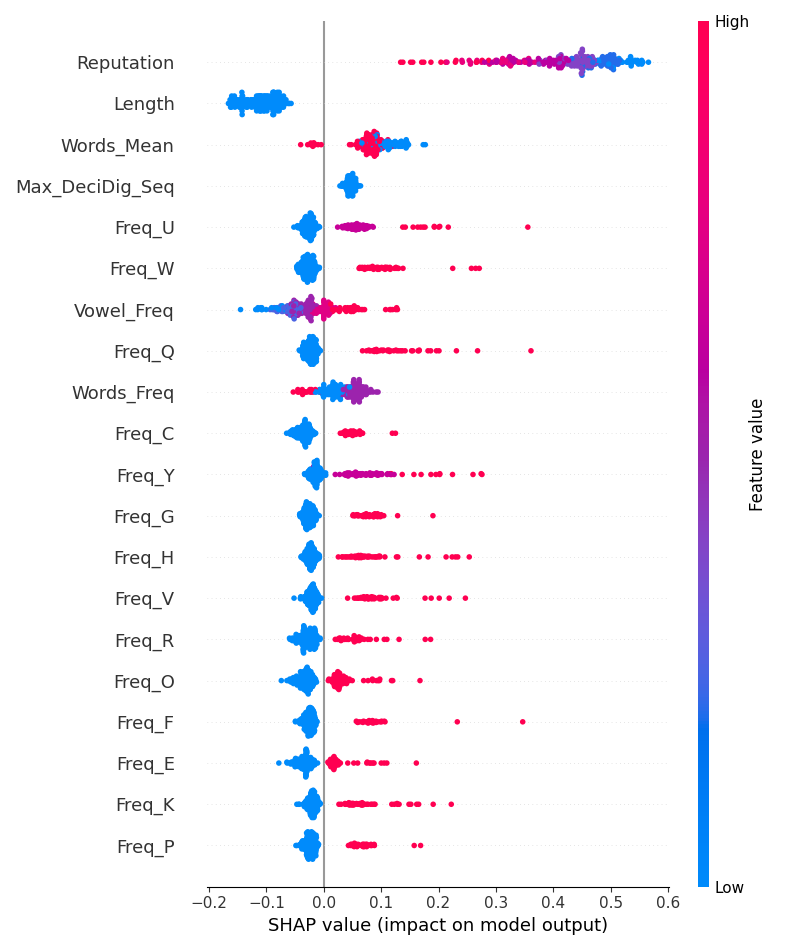 High
Reputation
Length
Words_Mean
Max_DeciDig_Seq
Freq_U
Freq_W
Vowel_Freq
Freq_Q
Words_Freq
Freq_C
Freq_Y
Freq_G
Freq_H
Freq_V
Freq_R
Freq_O
Freq_F
Freq_E
Freq_K
Freq_P
Feature value
Low
−0.2 −0.1 0.0 0.1 0.2 0.3 0.4 0.5 0.6
SHAP value (impact on model output)